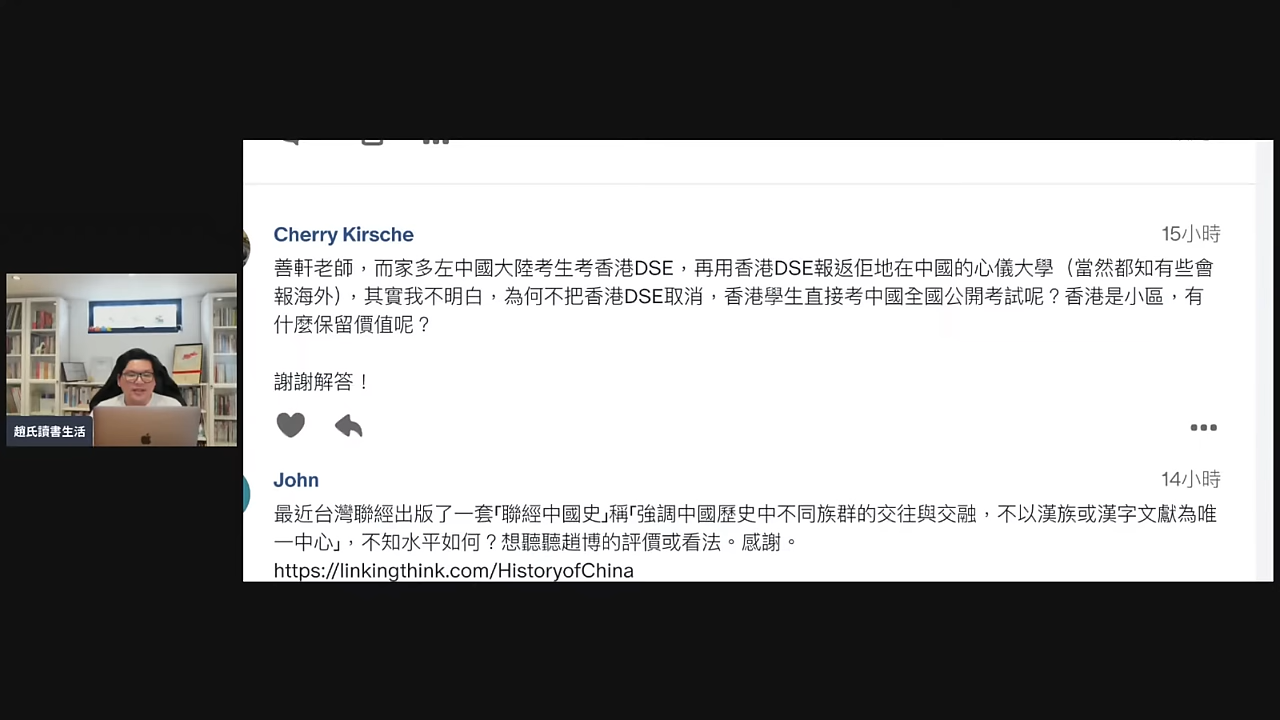 Cherry Kirsche
15小時
善軒老師，而家多左中國大陸考生考香港DSE，再用香港DSE報返佢地在中國的心儀大學（當然都知有些會
報海外），其實我不明白，為何不把香港DSE取消，香港學生直接考中國全國公開考試呢？香港是小區，有
什麼保留價值呢？
謝謝解答！
趙氏讀書生活
John
14小時
最近台灣聯經出版了一套「聯經中國史」稱「強調中國歷史中不同族群的交往與交融，不以漢族或漢字文獻為唯
一中心」，不知水平如何？想聽聽趙博的評價或看法。感謝。
https://linkingthink.com/HistoryofChina